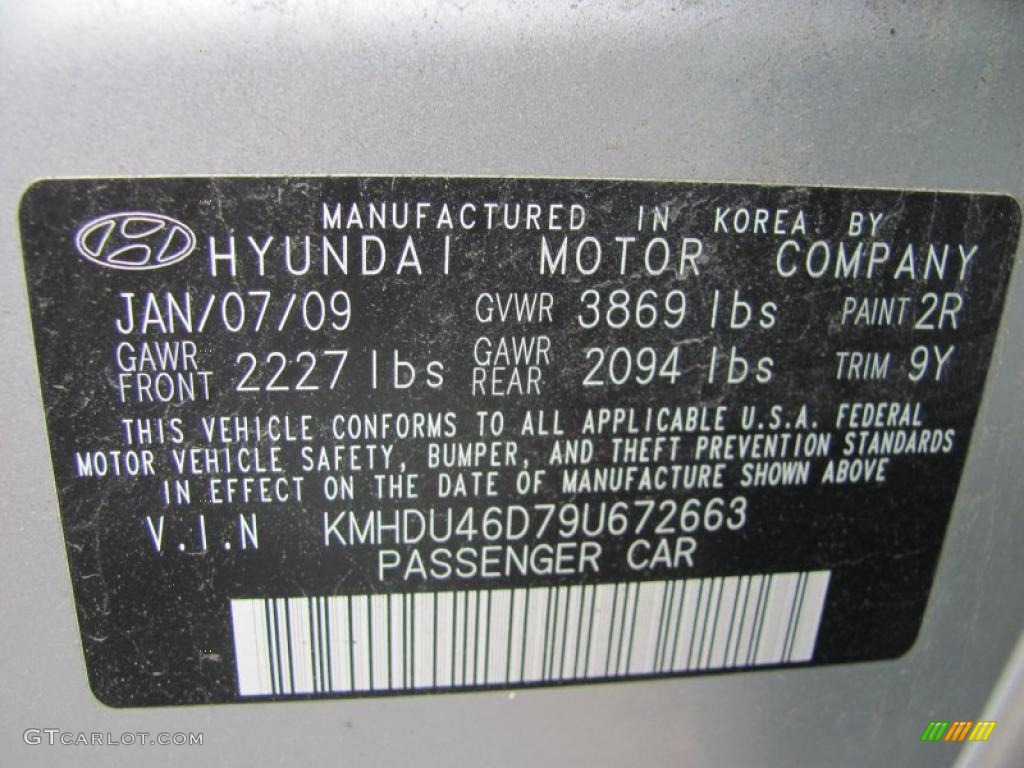 MANUFACTURED IN KOREA BY
HYUNDAI MOTOR COMPANY
JAN/07/09 GVWR 3869 lbs PAINT 2R
GAWR FRONT 2227 lbs GAWR REAR 2094 lbs TRIM 9Y
THIS VEHICLE CONFORMS TO ALL APPLICABLE U.S.A. FEDERAL
MOTOR VEHICLE SAFETY, BUMPER, AND THEFT PREVENTION STANDARDS
IN EFFECT ON THE DATE OF MANUFACTURE SHOWN ABOVE
V.I.N KMHDU46D79U672663
PASSENGER CAR
GTCARLOT.COM